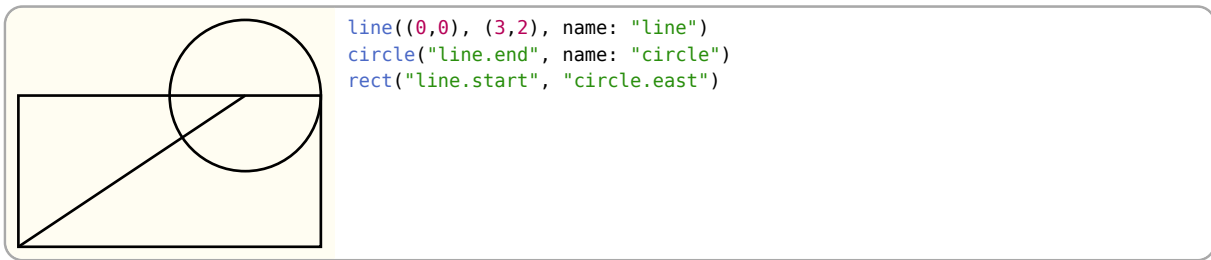 line((0,0), (3,2), name: "line")
circle("line.end", name: "circle")
rect("line.start", "circle.east")